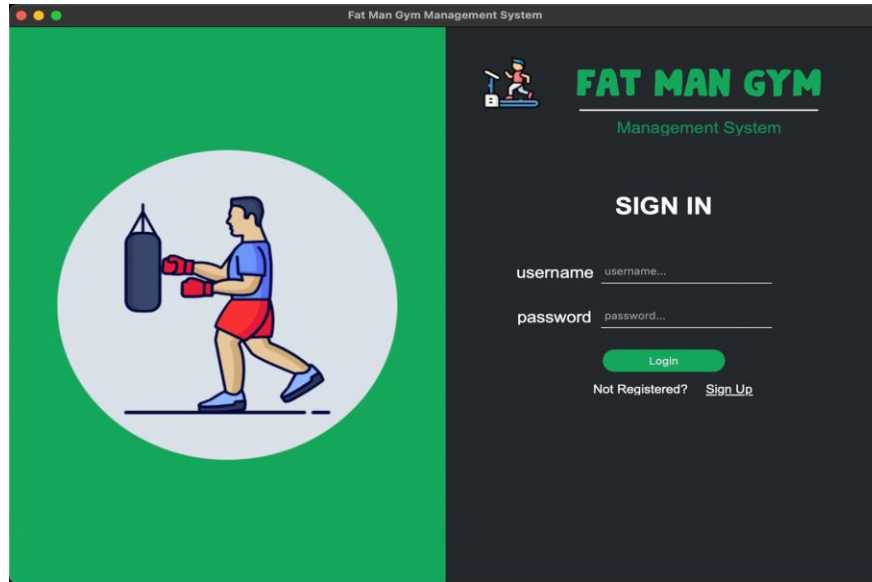 Fat Man Gym Management System
FAT MAN GYM
Management System
SIGN IN
username username...
password password...
Login
Not Registered? Sign Up